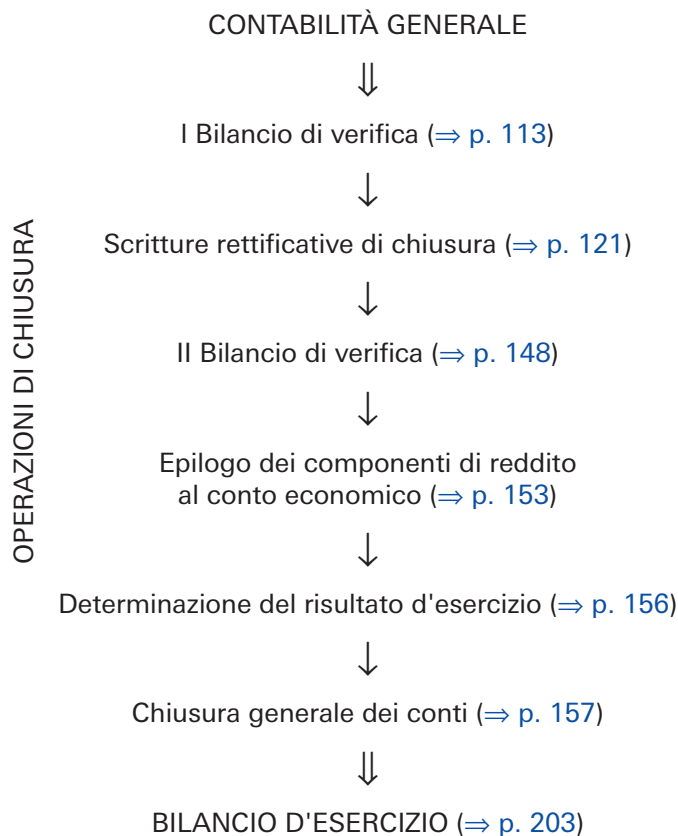 CONTABILITÀ GENERALE
⇓
I Bilancio di verifica (⇒ p. 113)
↓
Scritture rettificative di chiusura (⇒ p. 121)
↓
II Bilancio di verifica (⇒ p. 148)
↓
Epilogo dei componenti di reddito
al conto economico (⇒ p. 153)
↓
Determinazione del risultato d'esercizio (⇒ p. 156)
↓
Chiusura generale dei conti (⇒ p. 157)
⇓
BILANCIO D'ESERCIZIO (⇒ p. 203)
OPERAZIONI DI CHIUSURA